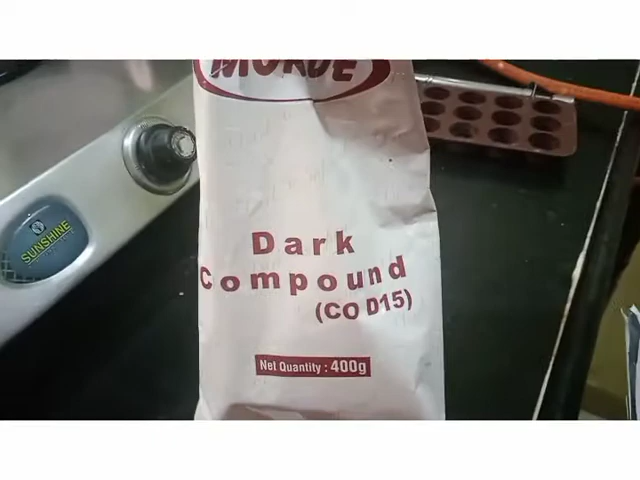 MORDE
Dark
Compound
(CO D15)
Net Quantity : 400g
SUNSHINE